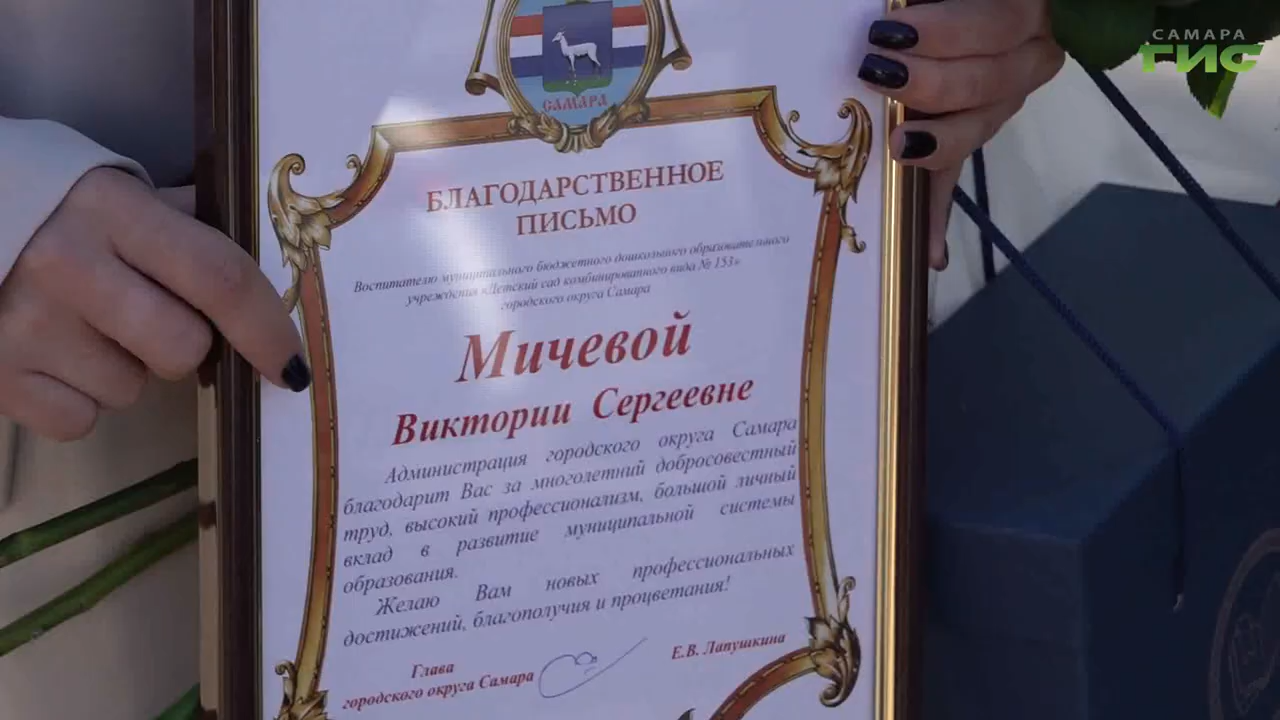 САМАРА
ГИС
САМАРА
БЛАГОДАРСТВЕННОЕ
ПИСЬМО
Воспитателю муниципального бюджетного дошкольного образовательного
учреждения «Детский сад комбинированного вида № 153»
городского округа Самара
Мичевой
Виктории Сергеевне
Администрация городского округа Самара
благодарит Вас за многолетний добросовестный
труд, высокий профессионализм, большой личный
вклад в развитие муниципальной системы
образования.
Желаю Вам новых профессиональных
достижений, благополучия и процветания!
Глава
городского округа Самара
Е.В. Лапушкина